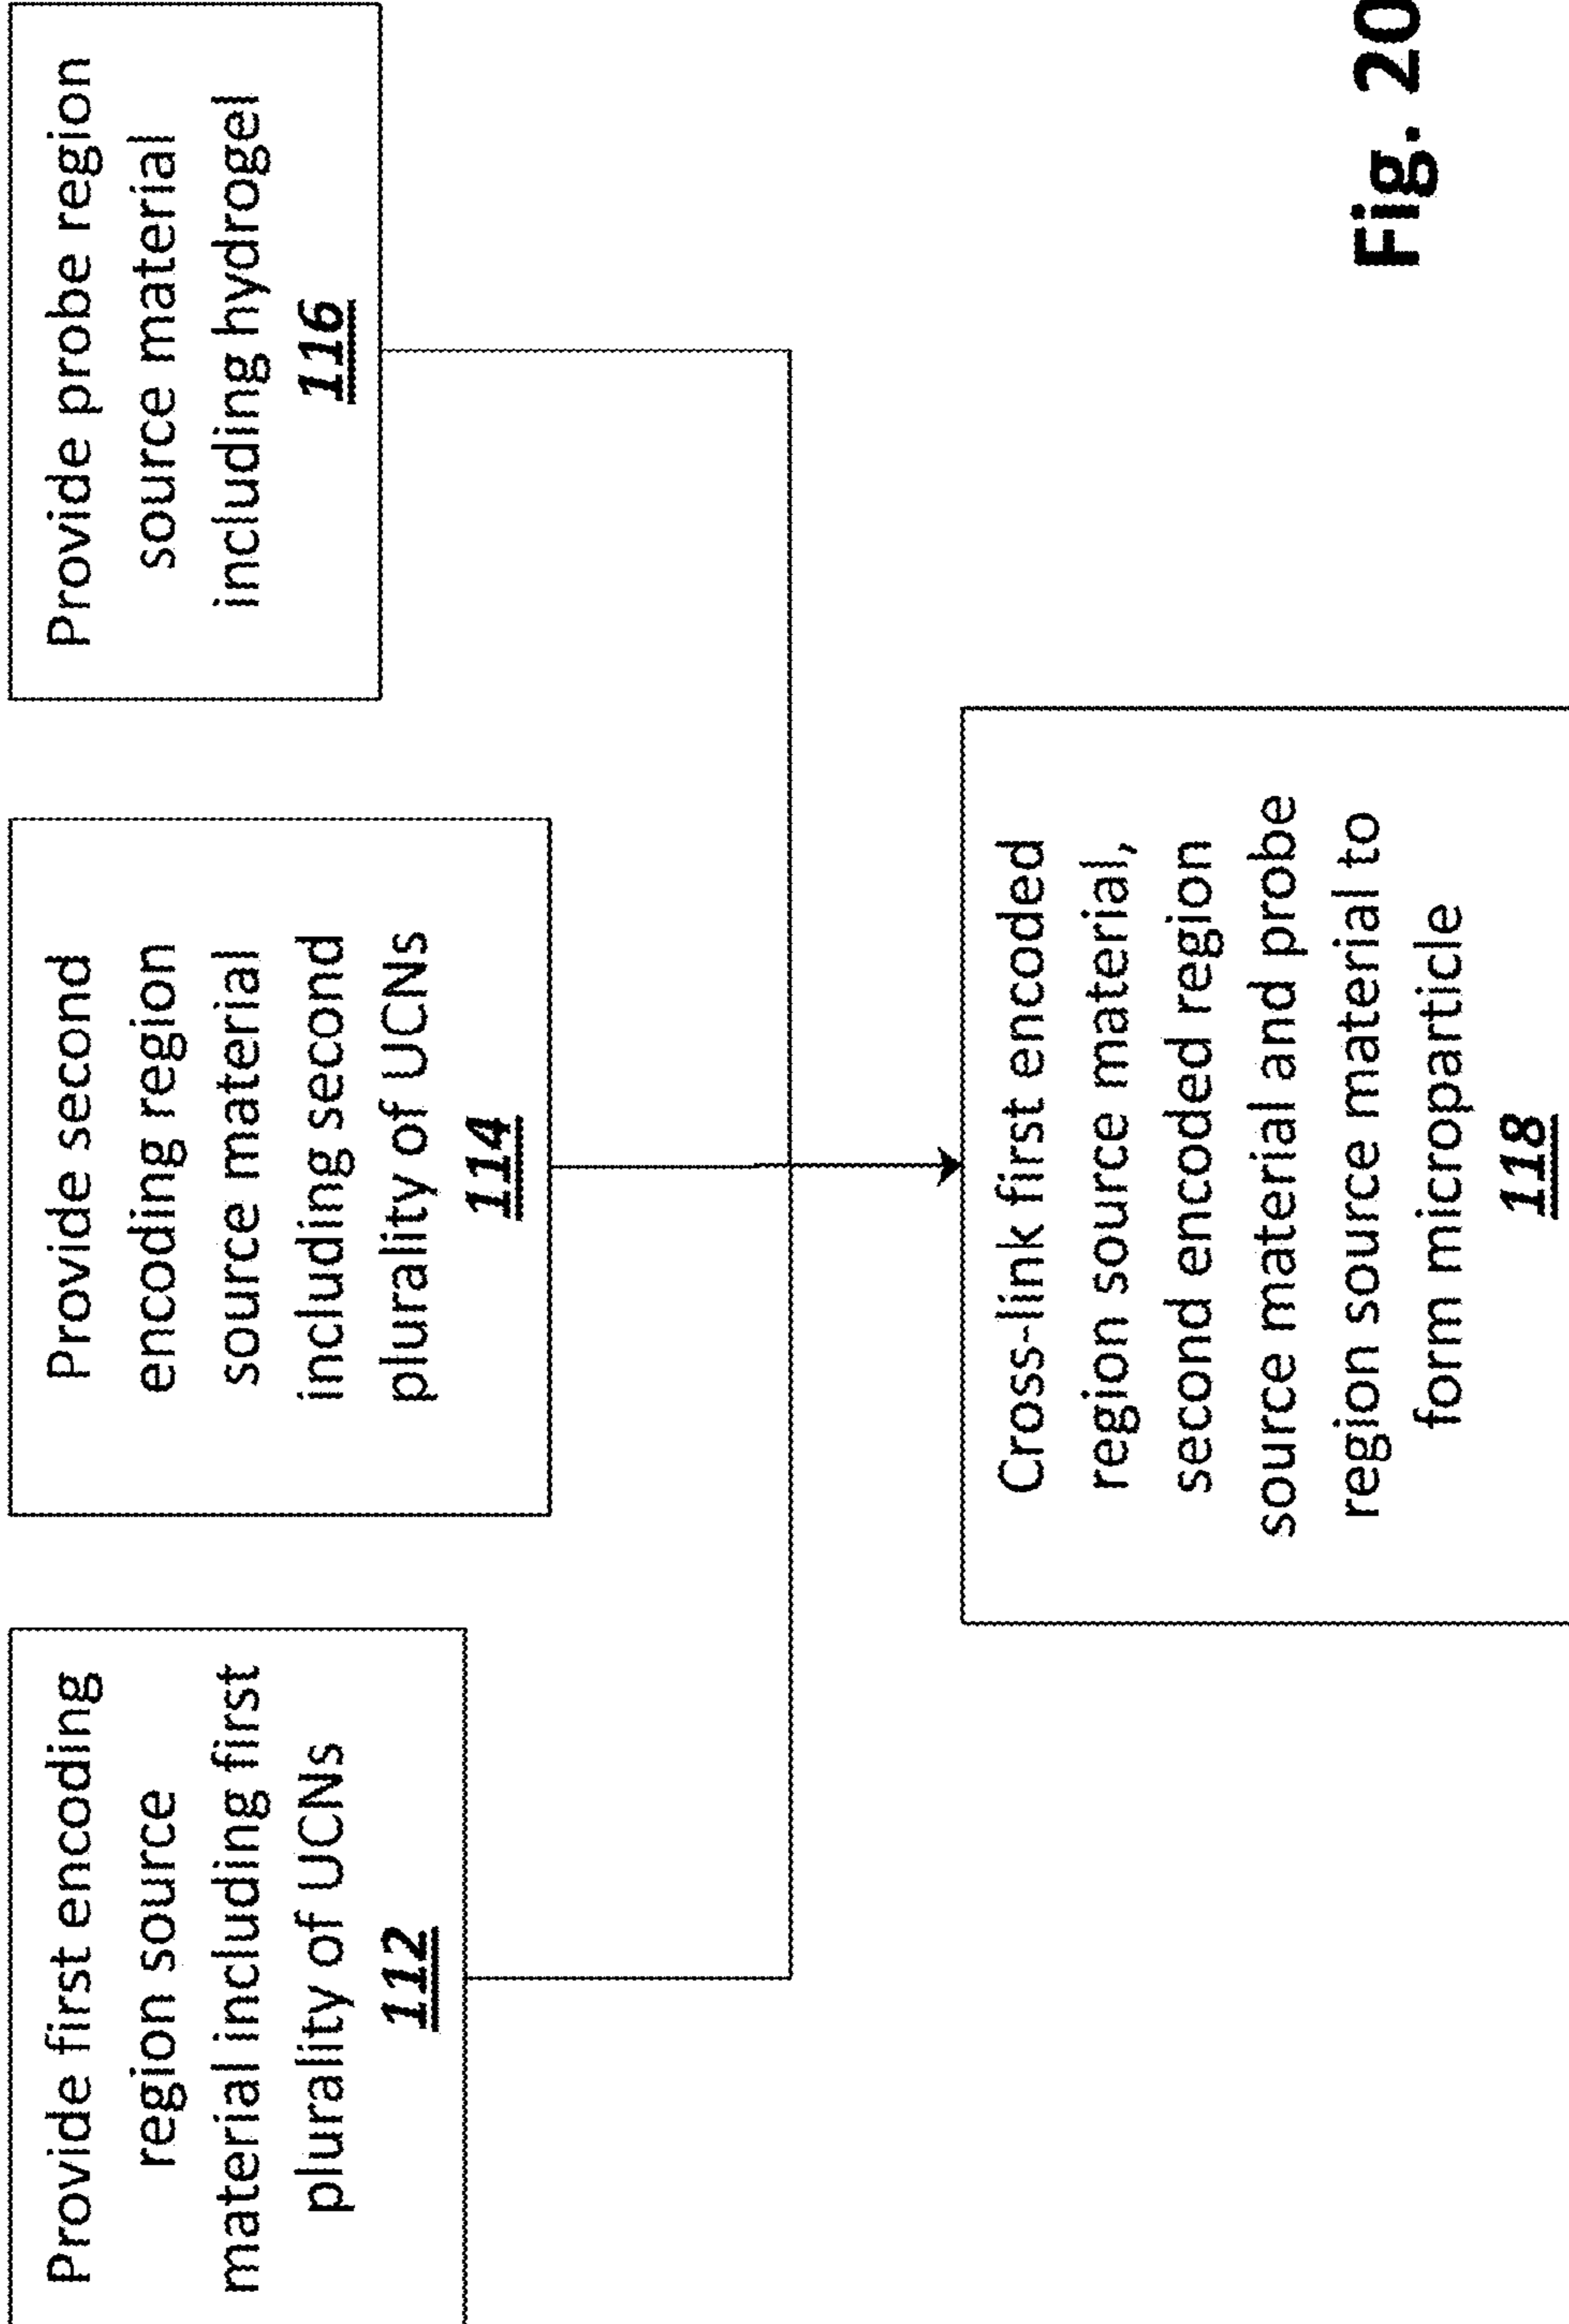 Provide first encoding
region source
material including first
plurality of UCNs
112
Provide second
encoding region
source material
including second
plurality of UCNs
114
Provide probe region
source material
including hydrogel
116
Cross-link first encoded
region source material,
second encoded region
source material and probe
region source material to
form microparticle
118
Fig. 20